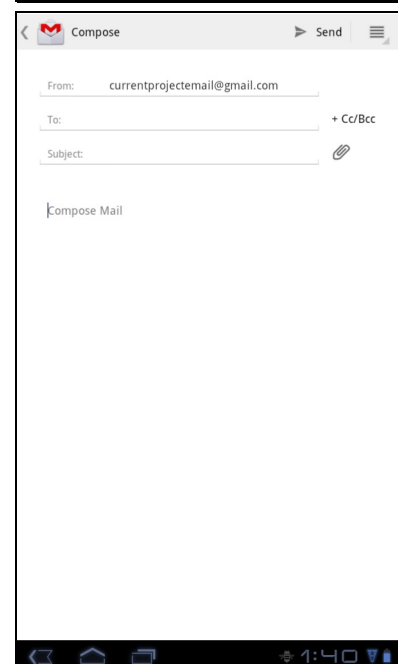 Compose
Send
From: currentprojectemail@gmail.com
To:
+ Cc/Bcc
Subject:
Compose Mail
1:40